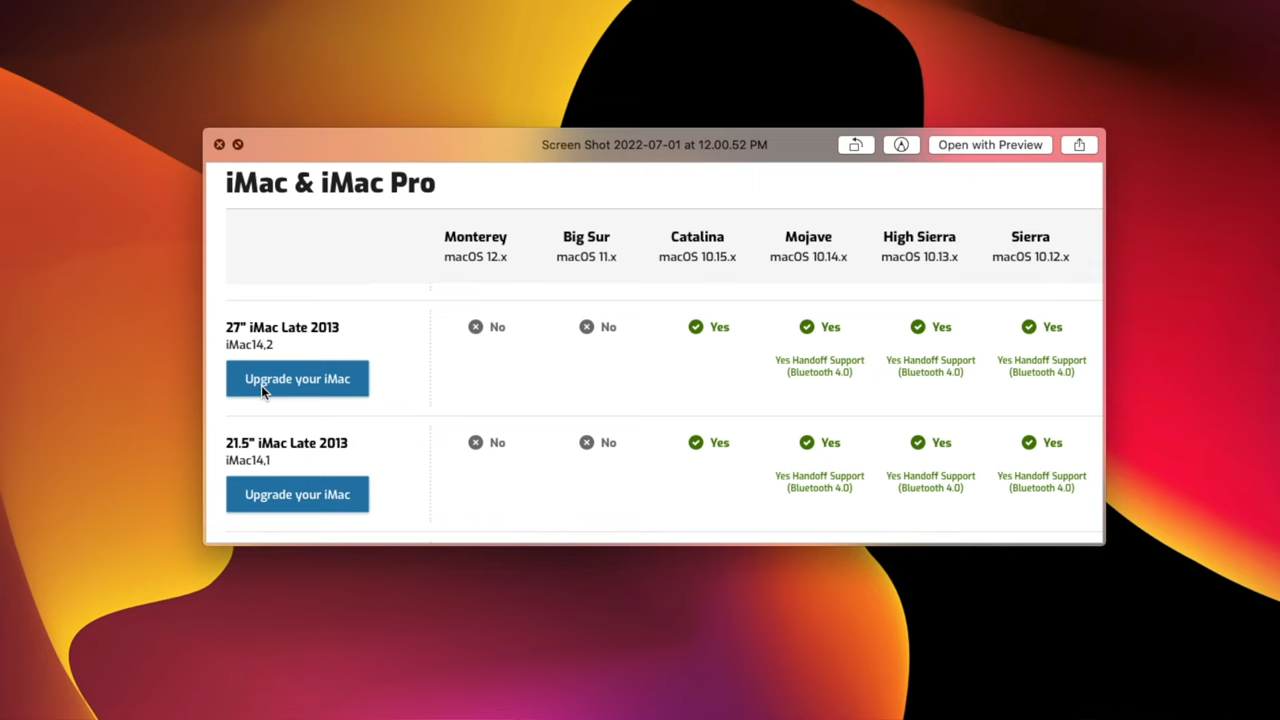 Screen Shot 2022-07-01 at 12.00.52 PM
Open with Preview
iMac & iMac Pro
Monterey Big Sur Catalina Mojave High Sierra Sierra
macOS 12.x macOS 11.x macOS 10.15.x macOS 10.14.x macOS 10.13.x macOS 10.12.x
27" iMac Late 2013 No No Yes Yes Yes Yes
iMac14,2
Yes Handoff Support Yes Handoff Support Yes Handoff Support
(Bluetooth 4.0) (Bluetooth 4.0) (Bluetooth 4.0)
Upgrade your iMac
21.5" iMac Late 2013 No No Yes Yes Yes Yes
iMac14,1
Yes Handoff Support Yes Handoff Support Yes Handoff Support
(Bluetooth 4.0) (Bluetooth 4.0) (Bluetooth 4.0)
Upgrade your iMac